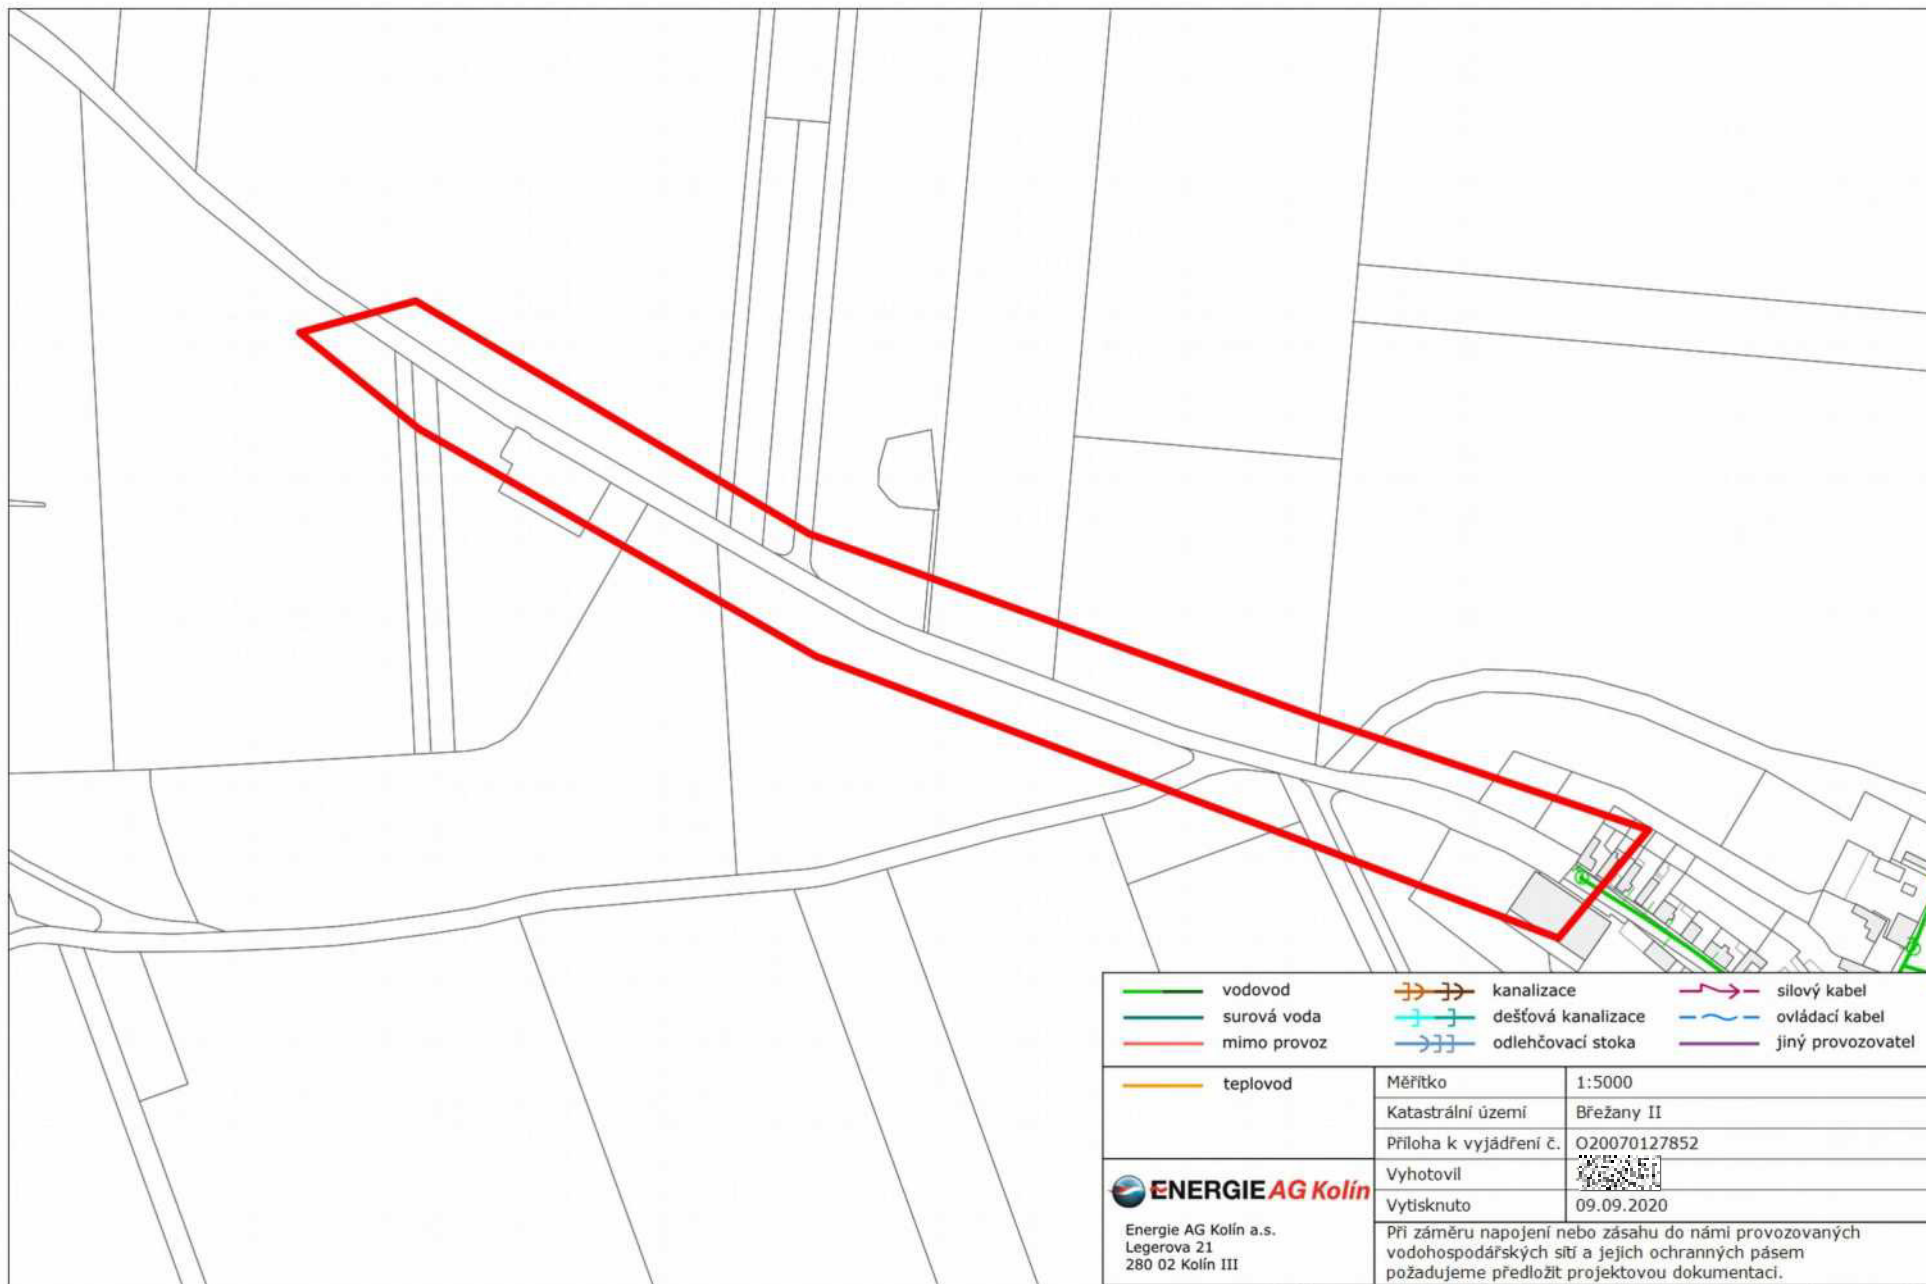 vodovod
surová voda
mimo provoz
kanalizace
dešťová kanalizace
odlehčovací stoka
silový kabel
ovládací kabel
jiný provozovatel
teplovod
Měřítko 1:5000
Katastrální území Břežany II
Příloha k vyjádření č. O20070127852
Vyhotovil
Vytisknuto 09.09.2020
ENERGIE AG Kolín
Energie AG Kolín a.s.
Legerova 21
280 02 Kolín III
Při záměru napojení nebo zásahu do námi provozovaných
vodohospodářských sítí a jejich ochranných pásem
požadujeme předložit projektovou dokumentaci.